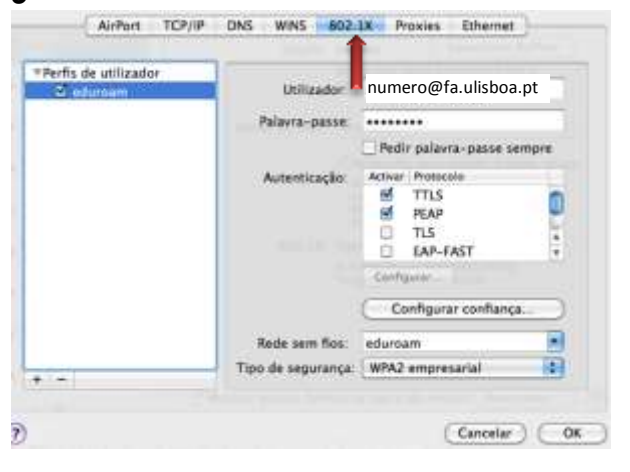 AirPort TCP/IP DNS WINS 802.1X Proxies Ethernet
Perfis de utilizador
eduroam
Utilizador: numero@fa.ulisboa.pt
Palavra-passe: ••••••••
Pedir palavra-passe sempre
Autenticação: Activar Protocolo
TTLS
PEAP
TLS
EAP-FAST
Configurar...
Configurar confiança...
Rede sem fios: eduroam
Tipo de segurança: WPA2 empresarial
+ −
? Cancelar OK